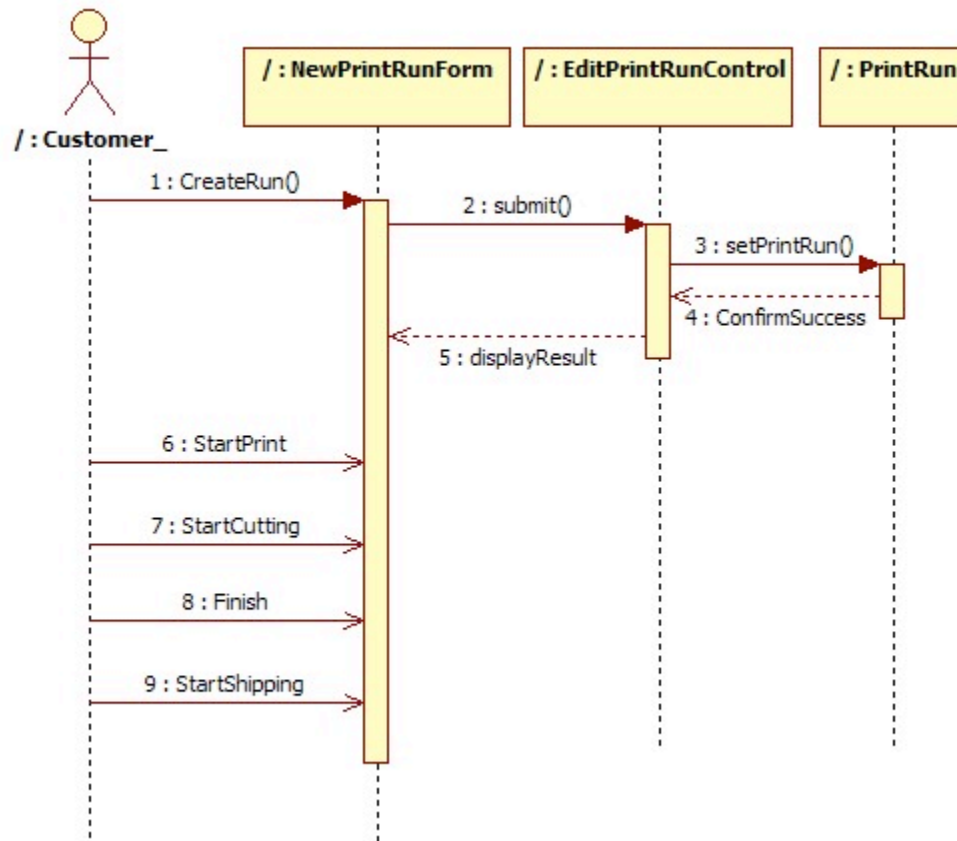 / : NewPrintRunForm
/ : EditPrintRunControl
/ : PrintRun
/ : Customer_
1 : CreateRun()
2 : submit()
3 : setPrintRun()
4 : ConfirmSuccess
5 : displayResult
6 : StartPrint
7 : StartCutting
8 : Finish
9 : StartShipping